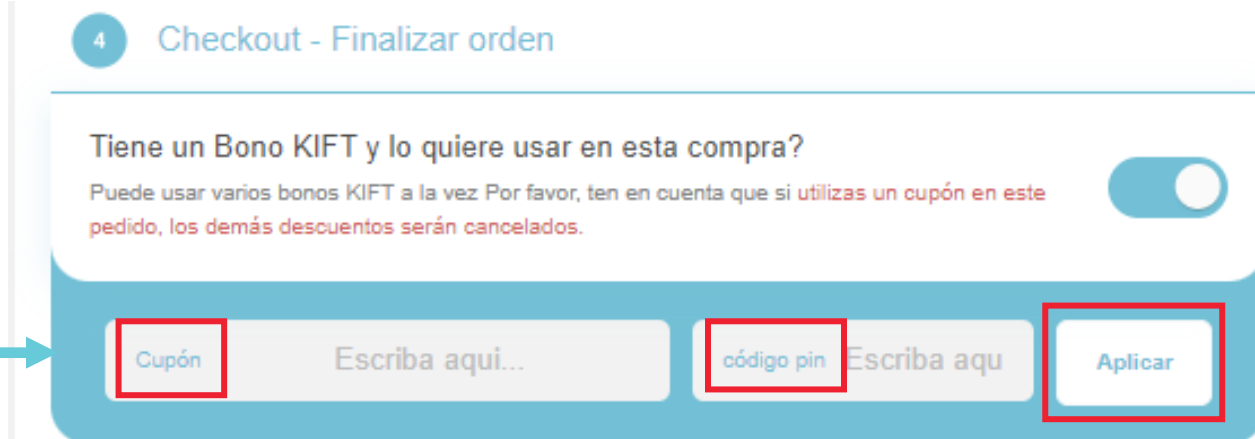 4 Checkout - Finalizar orden
Tiene un Bono KIFT y lo quiere usar en esta compra?
Puede usar varios bonos KIFT a la vez Por favor, ten en cuenta que si utilizas un cupón en este
pedido, los demás descuentos serán cancelados.
Cupón Escriba aqui... código pin Escriba aqu Aplicar